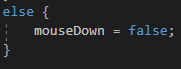 else {
    mouseDown = false;
}